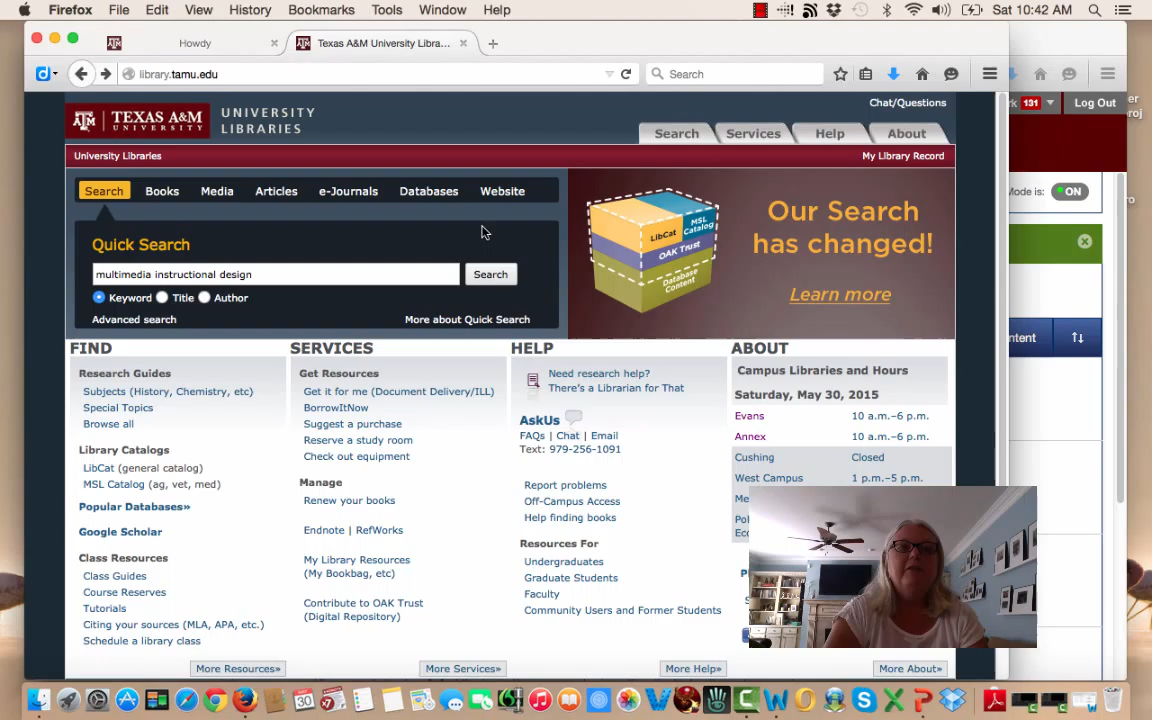 Firefox File Edit View History Bookmarks Tools Window Help Sat 10:42 AM
Howdy
Texas A&M University Libra...
library.tamu.edu
Search
TEXAS A&M UNIVERSITY
UNIVERSITY LIBRARIES
Chat/Questions
Search Services Help About
University Libraries
My Library Record
131
Log Out
Mode is: ON
Search Books Media Articles e-Journals Databases Website
Quick Search
multimedia instructional design
Search
Keyword Title Author
Advanced search
More about Quick Search
LibCat
MSL Catalog
OAK Trust
Database Content
Our Search
has changed!
Learn more
FIND
Research Guides
Subjects (History, Chemistry, etc)
Special Topics
Browse all
Library Catalogs
LibCat (general catalog)
MSL Catalog (ag, vet, med)
Popular Databases»
Google Scholar
Class Resources
Class Guides
Course Reserves
Tutorials
Citing your sources (MLA, APA, etc.)
Schedule a library class
More Resources»
SERVICES
Get Resources
Get it for me (Document Delivery/ILL)
BorrowItNow
Suggest a purchase
Reserve a study room
Check out equipment
Manage
Renew your books
Endnote | RefWorks
My Library Resources
(My Bookbag, etc)
Contribute to OAK Trust
(Digital Repository)
More Services»
HELP
Need research help?
There's a Librarian for That
AskUs
FAQs | Chat | Email
Text: 979-256-1091
Report problems
Off-Campus Access
Help finding books
Resources For
Undergraduates
Graduate Students
Faculty
Community Users and Former Students
More Help»
ABOUT
Campus Libraries and Hours
Saturday, May 30, 2015
Evans 10 a.m.–6 p.m.
Annex 10 a.m.–6 p.m.
Cushing Closed
West Campus 1 p.m.–5 p.m.
More About»